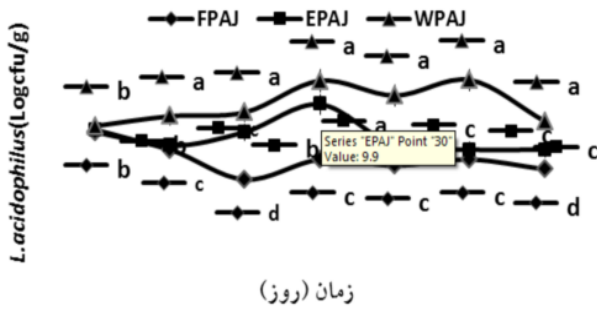 FPAJ EPAJ WPAJ
L.acidophilus(Logcfu/g)
a a a
b a a a
a c c
b c b c c
Series "EPAJ" Point "30"
Value: 9.9
b c d c c c d
زمان (روز)